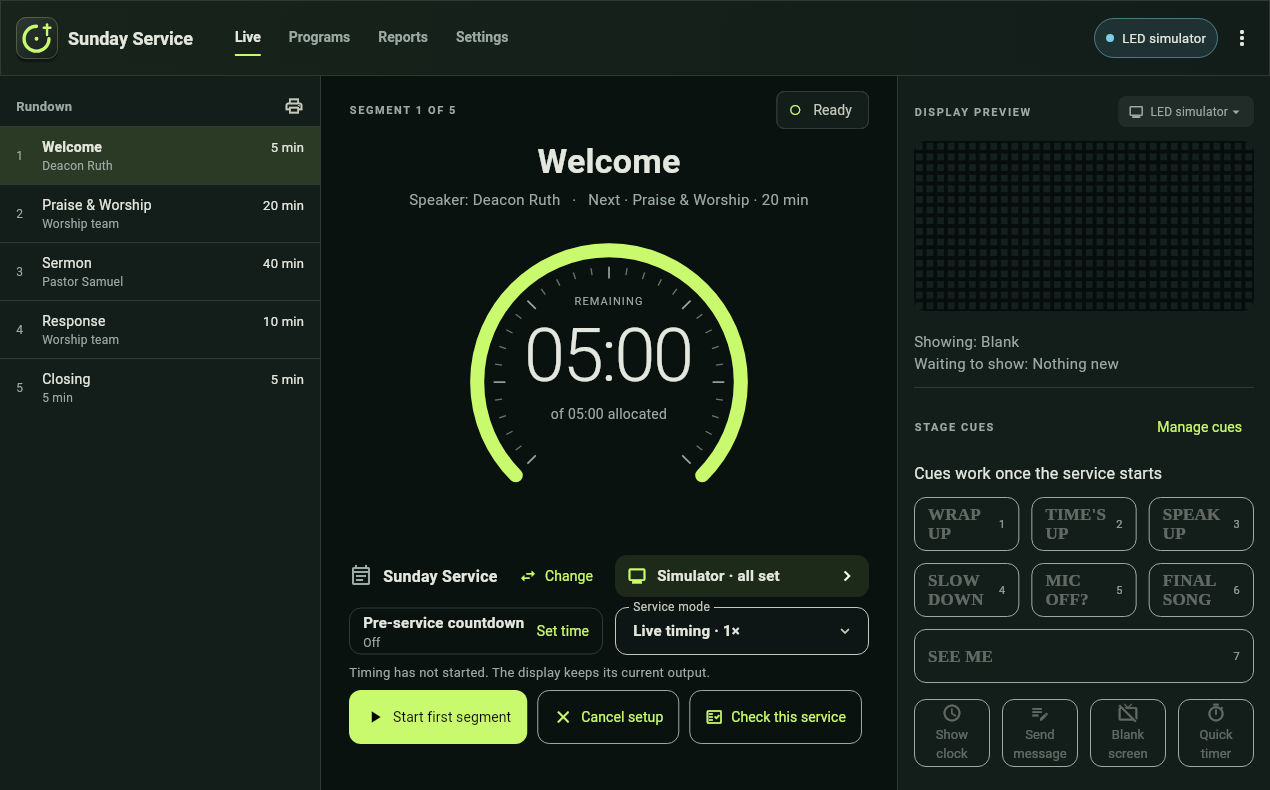 Sunday Service
Live
Programs
Reports
Settings
LED simulator
Rundown
1
Welcome
5 min
Deacon Ruth
2
Praise & Worship
20 min
Worship team
3
Sermon
40 min
Pastor Samuel
4
Response
10 min
Worship team
5
Closing
5 min
5 min
SEGMENT 1 OF 5
Ready
Welcome
Speaker: Deacon Ruth · Next · Praise & Worship · 20 min
REMAINING
05:00
of 05:00 allocated
Sunday Service
Change
Simulator · all set
Pre-service countdown
Off
Set time
Service mode
Live timing · 1×
Timing has not started. The display keeps its current output.
Start first segment
Cancel setup
Check this service
DISPLAY PREVIEW
LED simulator
Showing: Blank
Waiting to show: Nothing new
STAGE CUES
Manage cues
Cues work once the service starts
WRAP
UP
1
TIME'S
UP
2
SPEAK
UP
3
SLOW
DOWN
4
MIC
OFF?
5
FINAL
SONG
6
SEE ME
7
Show
clock
Send
message
Blank
screen
Quick
timer